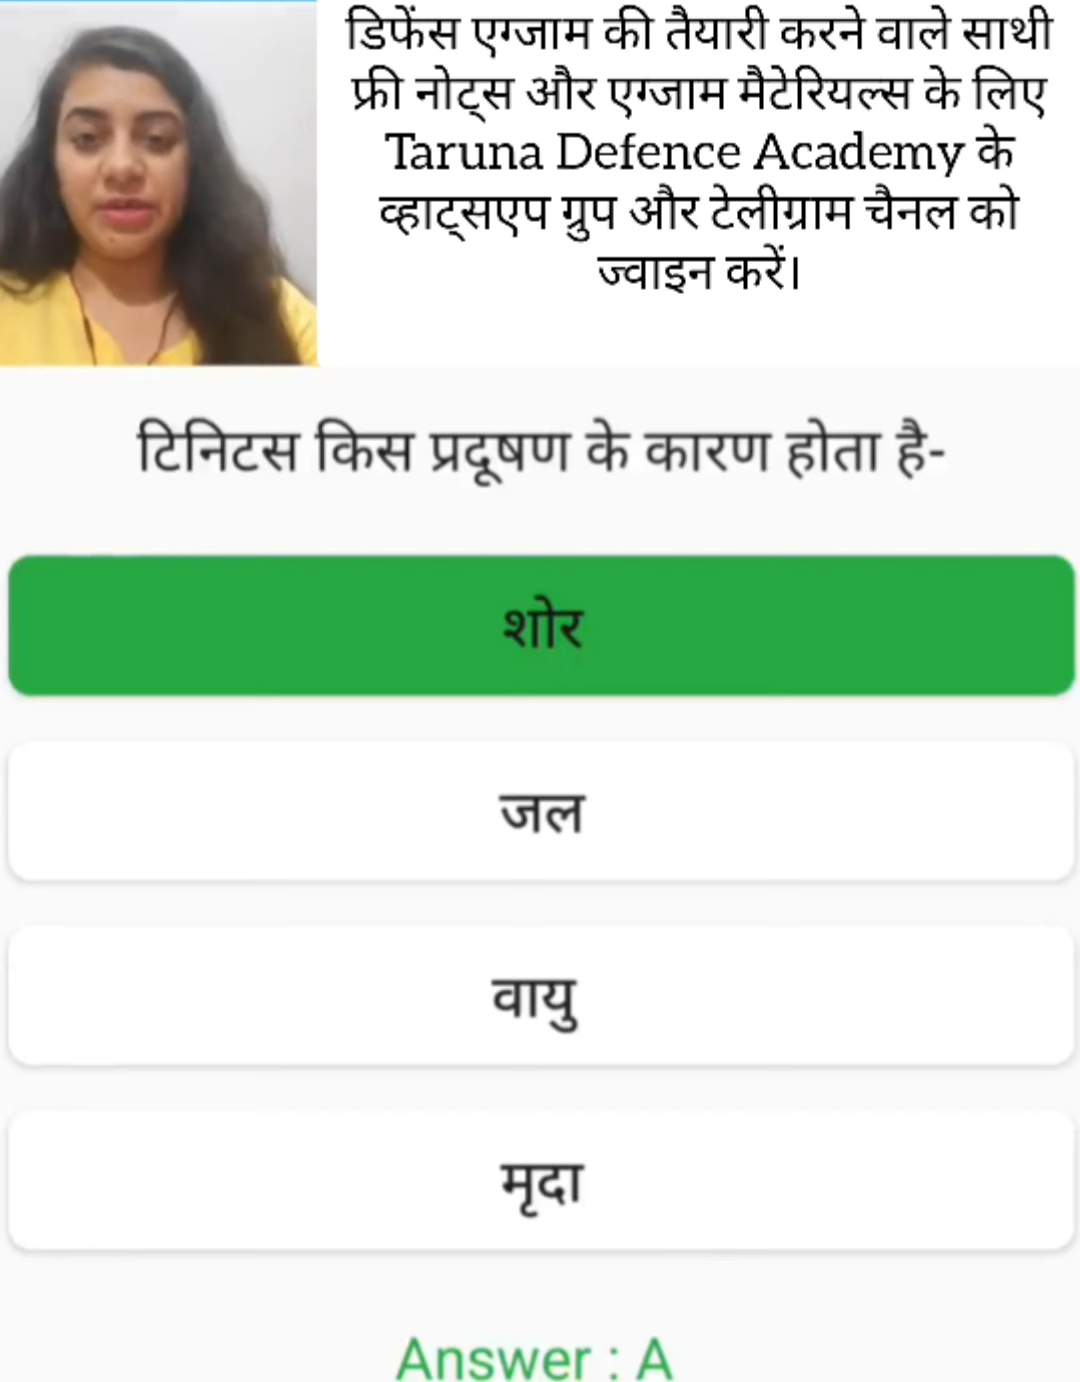 डिफेंस एग्जाम की तैयारी करने वाले साथी
फ्री नोट्स और एग्जाम मैटेरियल्स के लिए
Taruna Defence Academy के
व्हाट्सएप ग्रुप और टेलीग्राम चैनल को
ज्वाइन करें।
टिनिटस किस प्रदूषण के कारण होता है-
शोर
जल
वायु
मृदा
Answer : A